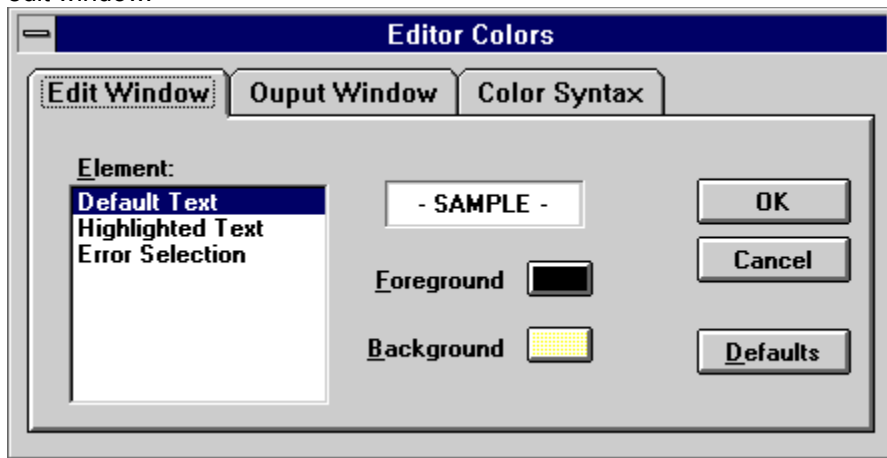 Editor Colors
Edit Window Ouput Window Color Syntax
Element:
Default Text
Highlighted Text
Error Selection
- SAMPLE -
Foreground
Background
OK
Cancel
Defaults